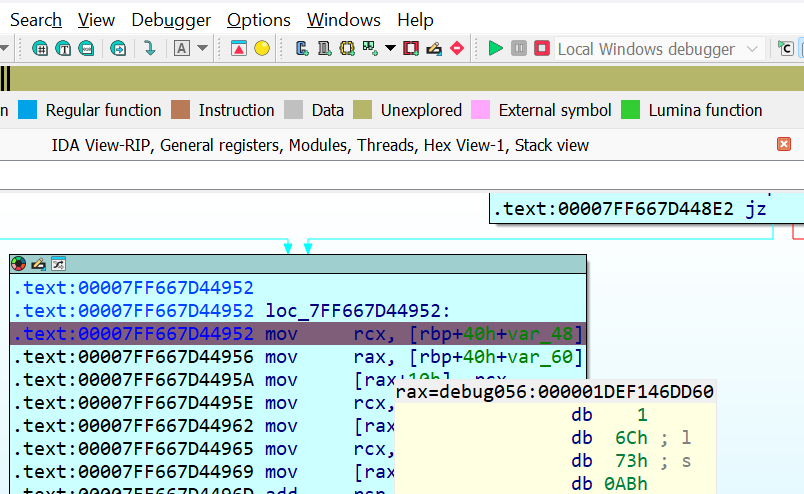 Search View Debugger Options Windows Help
Local Windows debugger
Regular function Instruction Data Unexplored External symbol Lumina function
IDA View-RIP, General registers, Modules, Threads, Hex View-1, Stack view
.text:00007FF667D448E2 jz
.text:00007FF667D44952
.text:00007FF667D44952 loc_7FF667D44952:
.text:00007FF667D44952 mov rcx, [rbp+40h+var_48]
.text:00007FF667D44956 mov rax, [rbp+40h+var_60]
.text:00007FF667D4495A mov [rax+10h], rcx
rax=debug056:000001DEF146DD60
.text:00007FF667D4495E mov rcx,
db 1
.text:00007FF667D44962 mov [rax
db 6Ch ; l
.text:00007FF667D44965 mov rcx,
db 73h ; s
.text:00007FF667D44969 mov [rax
db 0ABh
.text:00007FF667D4496D add rsp